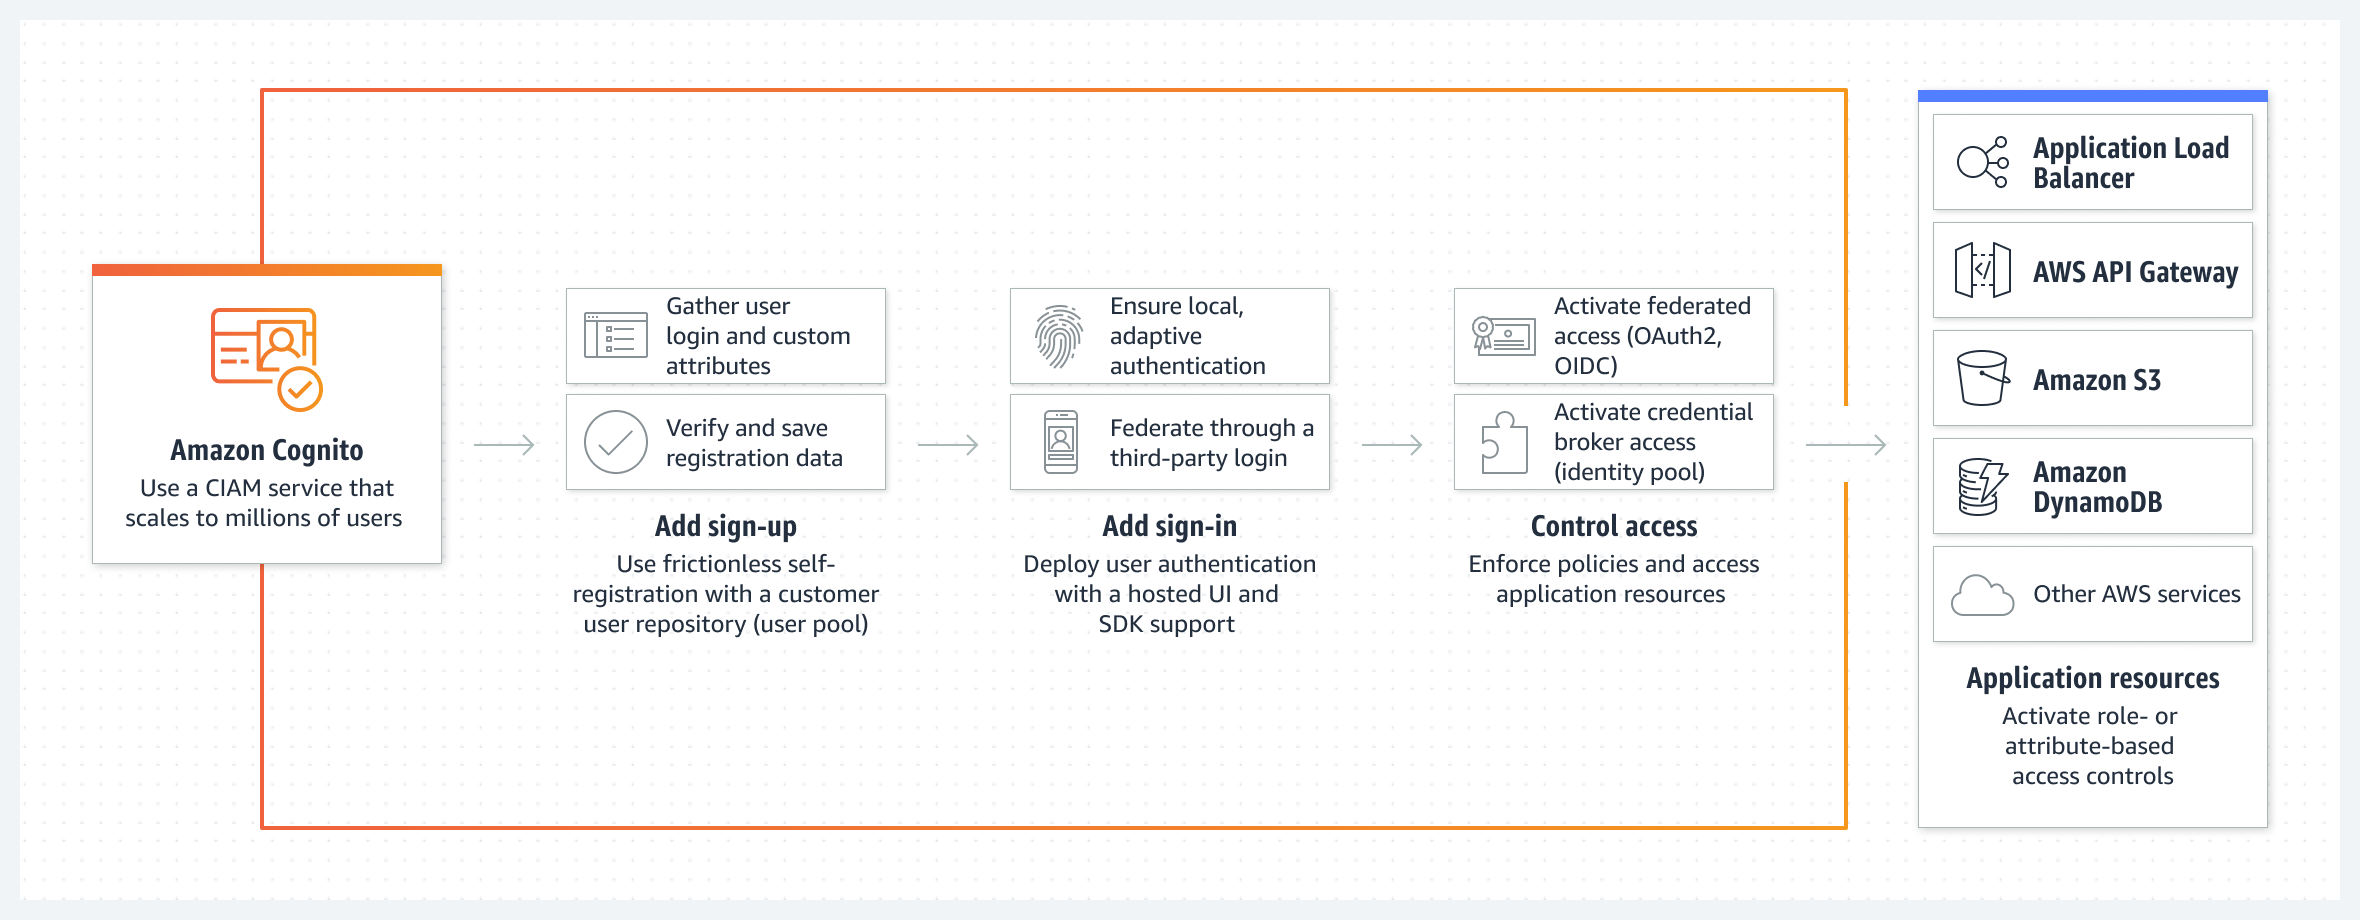 Amazon Cognito
Use a CIAM service that
scales to millions of users
Gather user
login and custom
attributes
Verify and save
registration data
Add sign-up
Use frictionless self-
registration with a customer
user repository (user pool)
Ensure local,
adaptive
authentication
Federate through a
third-party login
Add sign-in
Deploy user authentication
with a hosted UI and
SDK support
Activate federated
access (OAuth2,
OIDC)
Activate credential
broker access
(identity pool)
Control access
Enforce policies and access
application resources
Application Load
Balancer
AWS API Gateway
Amazon S3
Amazon
DynamoDB
Other AWS services
Application resources
Activate role- or
attribute-based
access controls